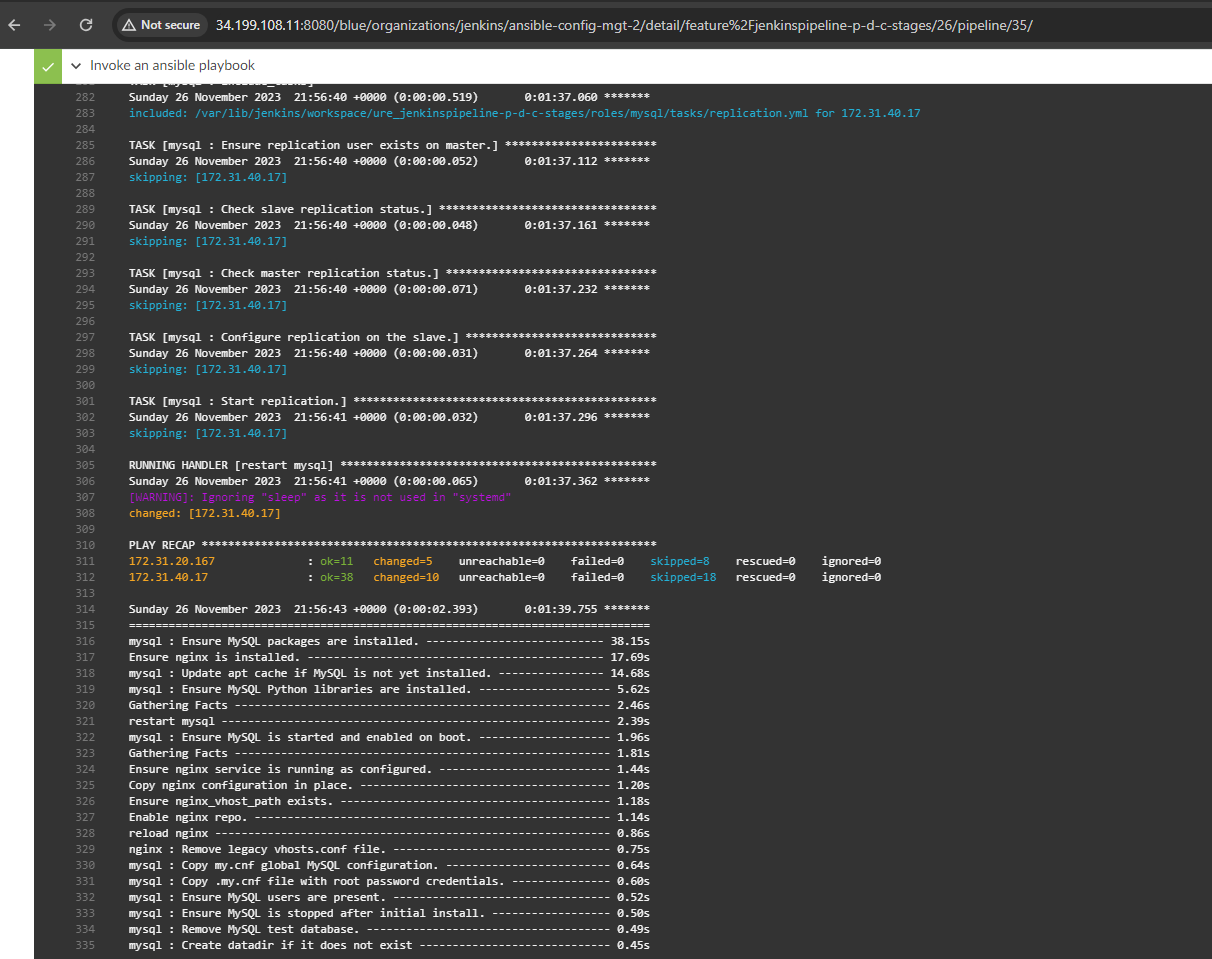 Not secure 34.199.108.11:8080/blue/organizations/jenkins/ansible-config-mgt-2/detail/feature%2Fjenkinspipeline-p-d-c-stages/26/pipeline/35/
Invoke an ansible playbook
282 Sunday 26 November 2023  21:56:40 +0000 (0:00:00.519)       0:01:37.060 *******
283 included: /var/lib/jenkins/workspace/ure_jenkinspipeline-p-d-c-stages/roles/mysql/tasks/replication.yml for 172.31.40.17
284
285 TASK [mysql : Ensure replication user exists on master.] ***********************
286 Sunday 26 November 2023  21:56:40 +0000 (0:00:00.052)       0:01:37.112 *******
287 skipping: [172.31.40.17]
288
289 TASK [mysql : Check slave replication status.] *********************************
290 Sunday 26 November 2023  21:56:40 +0000 (0:00:00.048)       0:01:37.161 *******
291 skipping: [172.31.40.17]
292
293 TASK [mysql : Check master replication status.] ********************************
294 Sunday 26 November 2023  21:56:40 +0000 (0:00:00.071)       0:01:37.232 *******
295 skipping: [172.31.40.17]
296
297 TASK [mysql : Configure replication on the slave.] *****************************
298 Sunday 26 November 2023  21:56:40 +0000 (0:00:00.031)       0:01:37.264 *******
299 skipping: [172.31.40.17]
300
301 TASK [mysql : Start replication.] **********************************************
302 Sunday 26 November 2023  21:56:41 +0000 (0:00:00.032)       0:01:37.296 *******
303 skipping: [172.31.40.17]
304
305 RUNNING HANDLER [restart mysql] ************************************************
306 Sunday 26 November 2023  21:56:41 +0000 (0:00:00.065)       0:01:37.362 *******
307 [WARNING]: Ignoring "sleep" as it is not used in "systemd"
308 changed: [172.31.40.17]
309
310 PLAY RECAP *********************************************************************
311 172.31.20.167              : ok=11   changed=5    unreachable=0    failed=0    skipped=8    rescued=0    ignored=0
312 172.31.40.17               : ok=38   changed=10   unreachable=0    failed=0    skipped=18   rescued=0    ignored=0
313
314 Sunday 26 November 2023  21:56:43 +0000 (0:00:02.393)       0:01:39.755 *******
315 ===============================================================================
316 mysql : Ensure MySQL packages are installed. --------------------------- 38.15s
317 Ensure nginx is installed. --------------------------------------------- 17.69s
318 mysql : Update apt cache if MySQL is not yet installed. ---------------- 14.68s
319 mysql : Ensure MySQL Python libraries are installed. -------------------- 5.62s
320 Gathering Facts --------------------------------------------------------- 2.46s
321 restart mysql ----------------------------------------------------------- 2.39s
322 mysql : Ensure MySQL is started and enabled on boot. -------------------- 1.96s
323 Gathering Facts --------------------------------------------------------- 1.81s
324 Ensure nginx service is running as configured. -------------------------- 1.44s
325 Copy nginx configuration in place. -------------------------------------- 1.20s
326 Ensure nginx_vhost_path exists. ----------------------------------------- 1.18s
327 Enable nginx repo. ------------------------------------------------------ 1.14s
328 reload nginx ------------------------------------------------------------ 0.86s
329 nginx : Remove legacy vhosts.conf file. --------------------------------- 0.75s
330 mysql : Copy my.cnf global MySQL configuration. ------------------------- 0.64s
331 mysql : Copy .my.cnf file with root password credentials. --------------- 0.60s
332 mysql : Ensure MySQL users are present. --------------------------------- 0.52s
333 mysql : Ensure MySQL is stopped after initial install. ------------------ 0.50s
334 mysql : Remove MySQL test database. ------------------------------------- 0.49s
335 mysql : Create datadir if it does not exist ----------------------------- 0.45s